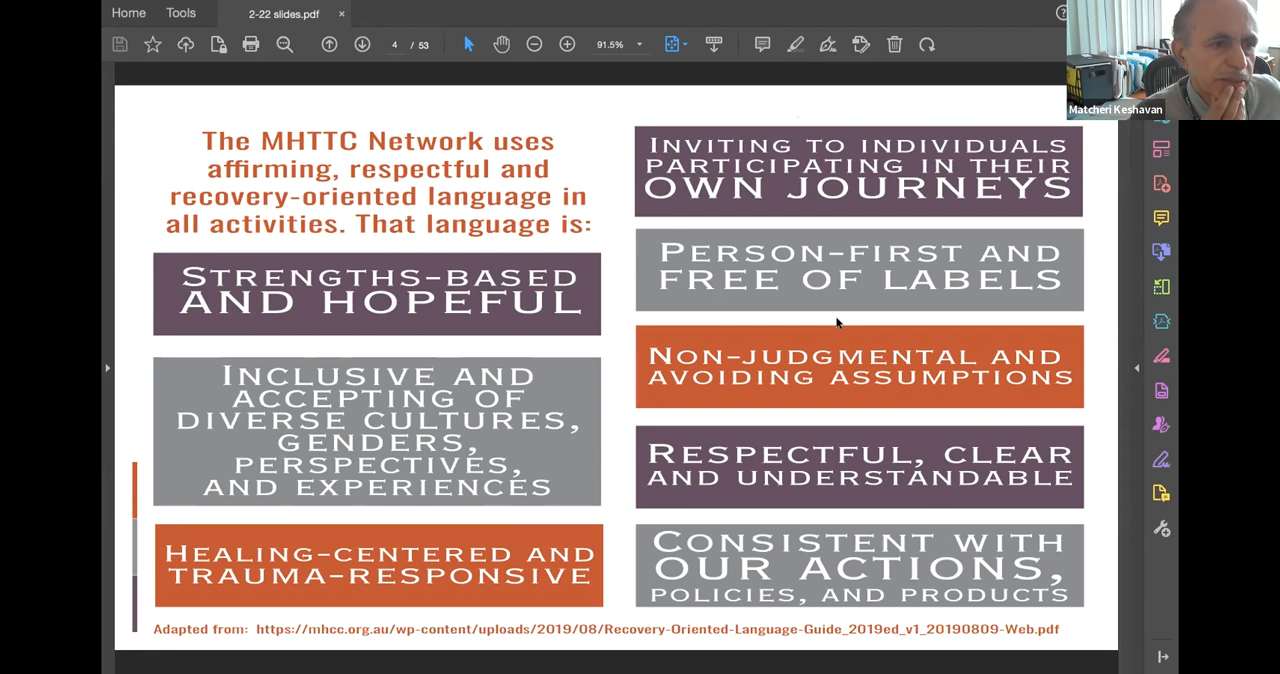 Home Tools 2-22 slides.pdf ×
4 / 53 91.5%
Matcheri Keshavan
The MHTTC Network uses
affirming, respectful and
recovery-oriented language in
all activities. That language is:
STRENGTHS-BASED
AND HOPEFUL
INCLUSIVE AND
ACCEPTING OF
DIVERSE CULTURES,
GENDERS,
PERSPECTIVES,
AND EXPERIENCES
HEALING-CENTERED AND
TRAUMA-RESPONSIVE
INVITING TO INDIVIDUALS
PARTICIPATING IN THEIR
OWN JOURNEYS
PERSON-FIRST AND
FREE OF LABELS
NON-JUDGMENTAL AND
AVOIDING ASSUMPTIONS
RESPECTFUL, CLEAR
AND UNDERSTANDABLE
CONSISTENT WITH
OUR ACTIONS,
POLICIES, AND PRODUCTS
Adapted from: https://mhcc.org.au/wp-content/uploads/2019/08/Recovery-Oriented-Language-Guide_2019ed_v1_20190809-Web.pdf